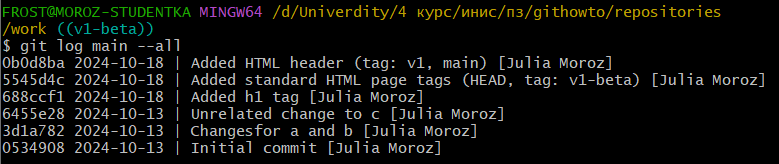 FROST@MOROZ-STUDENTKA MINGW64 /d/Univerdity/4 курс/инис/пз/githowto/repositories
/work ((v1-beta))
$ git log main --all
0b0d8ba 2024-10-18 | Added HTML header (tag: v1, main) [Julia Moroz]
5545d4c 2024-10-18 | Added standard HTML page tags (HEAD, tag: v1-beta) [Julia Moroz]
688ccf1 2024-10-18 | Added h1 tag [Julia Moroz]
6455e28 2024-10-13 | Unrelated change to c [Julia Moroz]
3d1a782 2024-10-13 | Changesfor a and b [Julia Moroz]
0534908 2024-10-13 | Initial commit [Julia Moroz]